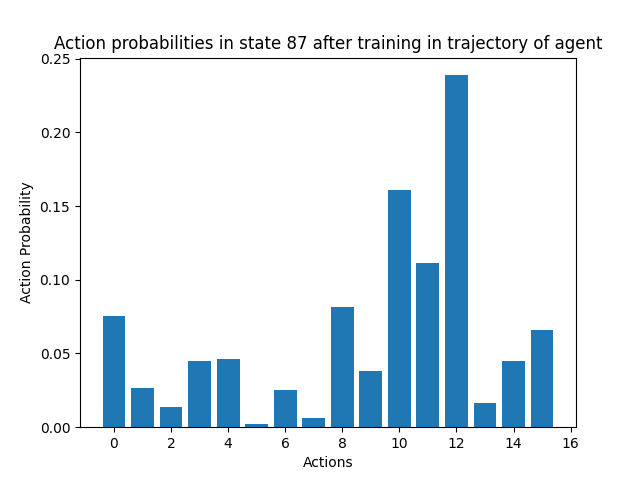 Action probabilities in state 87 after training in trajectory of agent
0.25
0.20
0.15
0.10
0.05
0.00
Action Probability
0 2 4 6 8 10 12 14 16
Actions